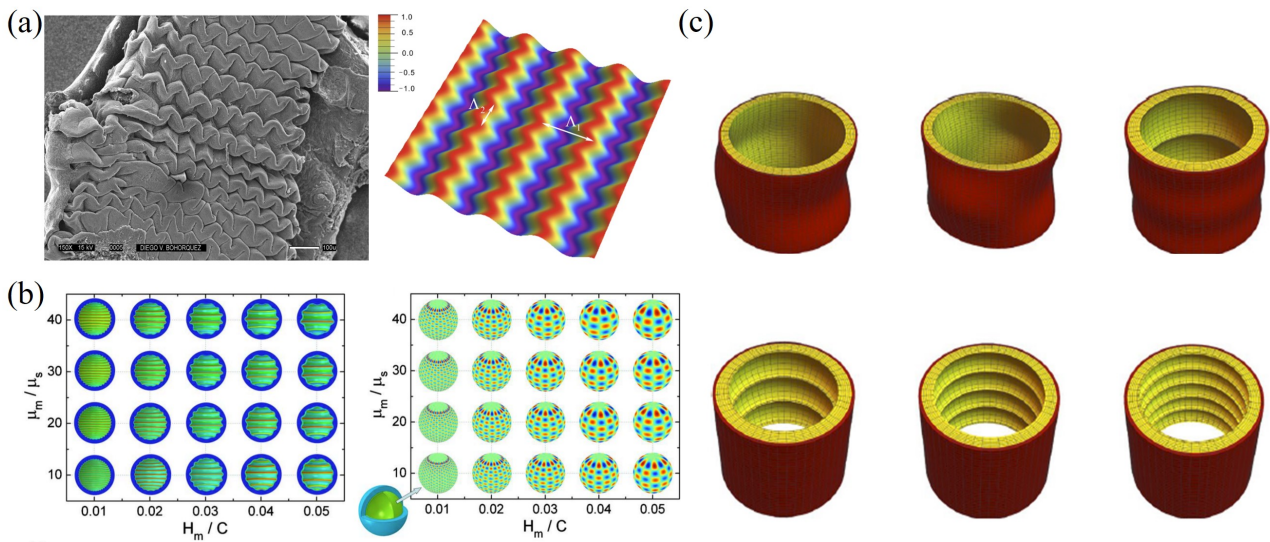 (a)
150X 15 kV 0005 DIEGO V. BOHORQUEZ 100u
1.0
0.5
0.0
−0.5
−1.0
Λ2
Λ1
(b)
μm / μs
40
30
20
10
0.01 0.02 0.03 0.04 0.05
Hm / C
μm / μs
40
30
20
10
0.01 0.02 0.03 0.04 0.05
Hm / C
(c)